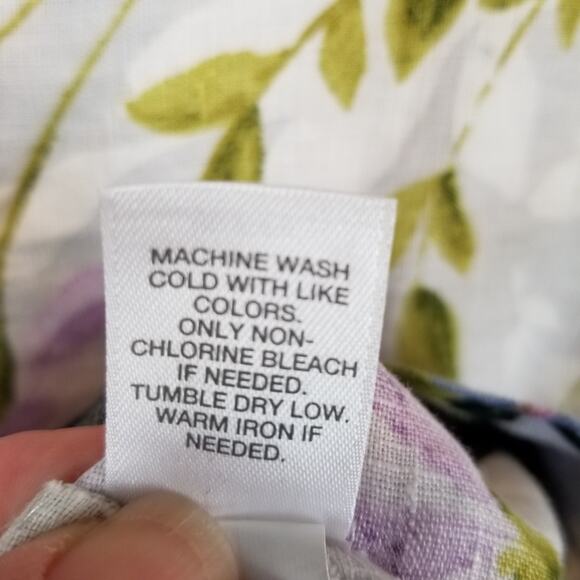 MACHINE WASH
COLD WITH LIKE
COLORS.
ONLY NON-
CHLORINE BLEACH
IF NEEDED.
TUMBLE DRY LOW.
WARM IRON IF
NEEDED.